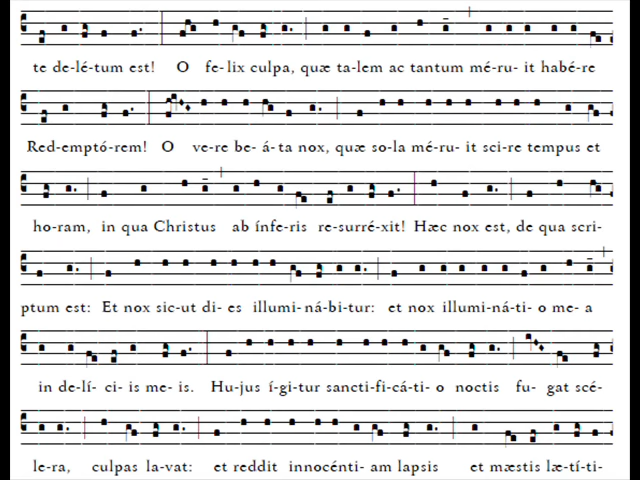 te de-lé-tum est! O fe-lix culpa, quæ ta-lem ac tantum mé-ru-it habé-re
Red-emptó-rem! O ve-re be-á-ta nox, quæ so-la mé-ru-it sci-re tempus et
ho-ram, in qua Christus ab ínfe-ris re-surré-xit! Hæc nox est, de qua scri-
ptum est: Et nox sic-ut di-es illumi-ná-bi-tur: et nox illumi-ná-ti-o me-a
in de-lí-ci-is me-is. Hu-jus í-gi-tur sancti-fi-cá-ti-o noctis fu-gat scé-
le-ra, culpas la-vat: et reddit innocénti-am lapsis et mæstis læ-tí-ti-